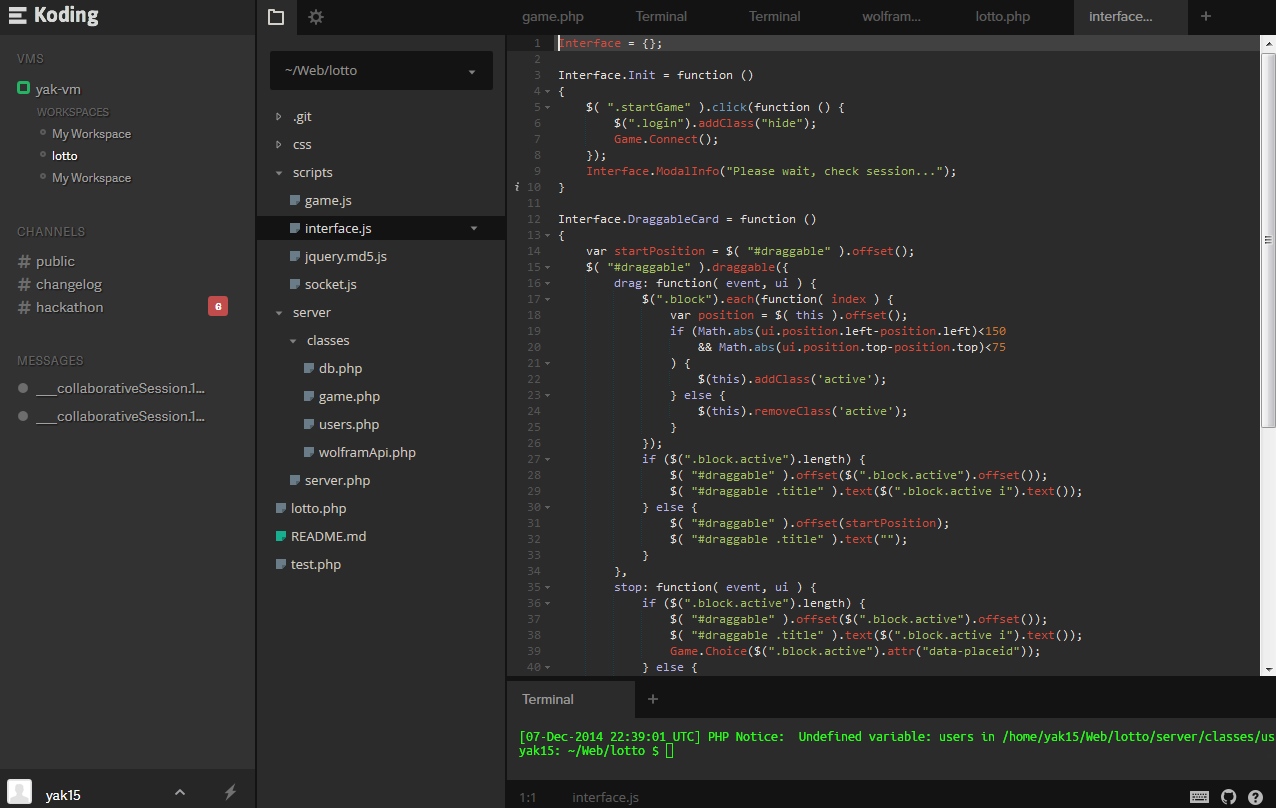 Koding
VMS
yak-vm
WORKSPACES
My Workspace
lotto
My Workspace
CHANNELS
# public
# changelog
# hackathon
6
MESSAGES
___collaborativeSession.1...
___collaborativeSession.1...
yak15
~/Web/lotto
.git
css
scripts
game.js
interface.js
jquery.md5.js
socket.js
server
classes
db.php
game.php
users.php
wolframApi.php
server.php
lotto.php
README.md
test.php
game.php Terminal Terminal wolfram... lotto.php interface... +
1 Interface = {};
2
3 Interface.Init = function ()
4 {
5 $( ".startGame" ).click(function () {
6 $(".login").addClass("hide");
7 Game.Connect();
8 });
9 Interface.ModalInfo("Please wait, check session...");
i 10 }
11
12 Interface.DraggableCard = function ()
13 {
14 var startPosition = $( "#draggable" ).offset();
15 $( "#draggable" ).draggable({
16 drag: function( event, ui ) {
17 $(".block").each(function( index ) {
18 var position = $( this ).offset();
19 if (Math.abs(ui.position.left-position.left)<150
20 && Math.abs(ui.position.top-position.top)<75
21 ) {
22 $(this).addClass('active');
23 } else {
24 $(this).removeClass('active');
25 }
26 });
27 if ($(".block.active").length) {
28 $( "#draggable" ).offset($(".block.active").offset());
29 $( "#draggable .title" ).text($(".block.active i").text());
30 } else {
31 $( "#draggable" ).offset(startPosition);
32 $( "#draggable .title" ).text("");
33 }
34 },
35 stop: function( event, ui ) {
36 if ($(".block.active").length) {
37 $( "#draggable" ).offset($(".block.active").offset());
38 $( "#draggable .title" ).text($(".block.active i").text());
39 Game.Choice($(".block.active").attr("data-placeid"));
40 } else {
Terminal +
[07-Dec-2014 22:39:01 UTC] PHP Notice:  Undefined variable: users in /home/yak15/Web/lotto/server/classes/us
yak15: ~/Web/lotto $
1:1 interface.js
?